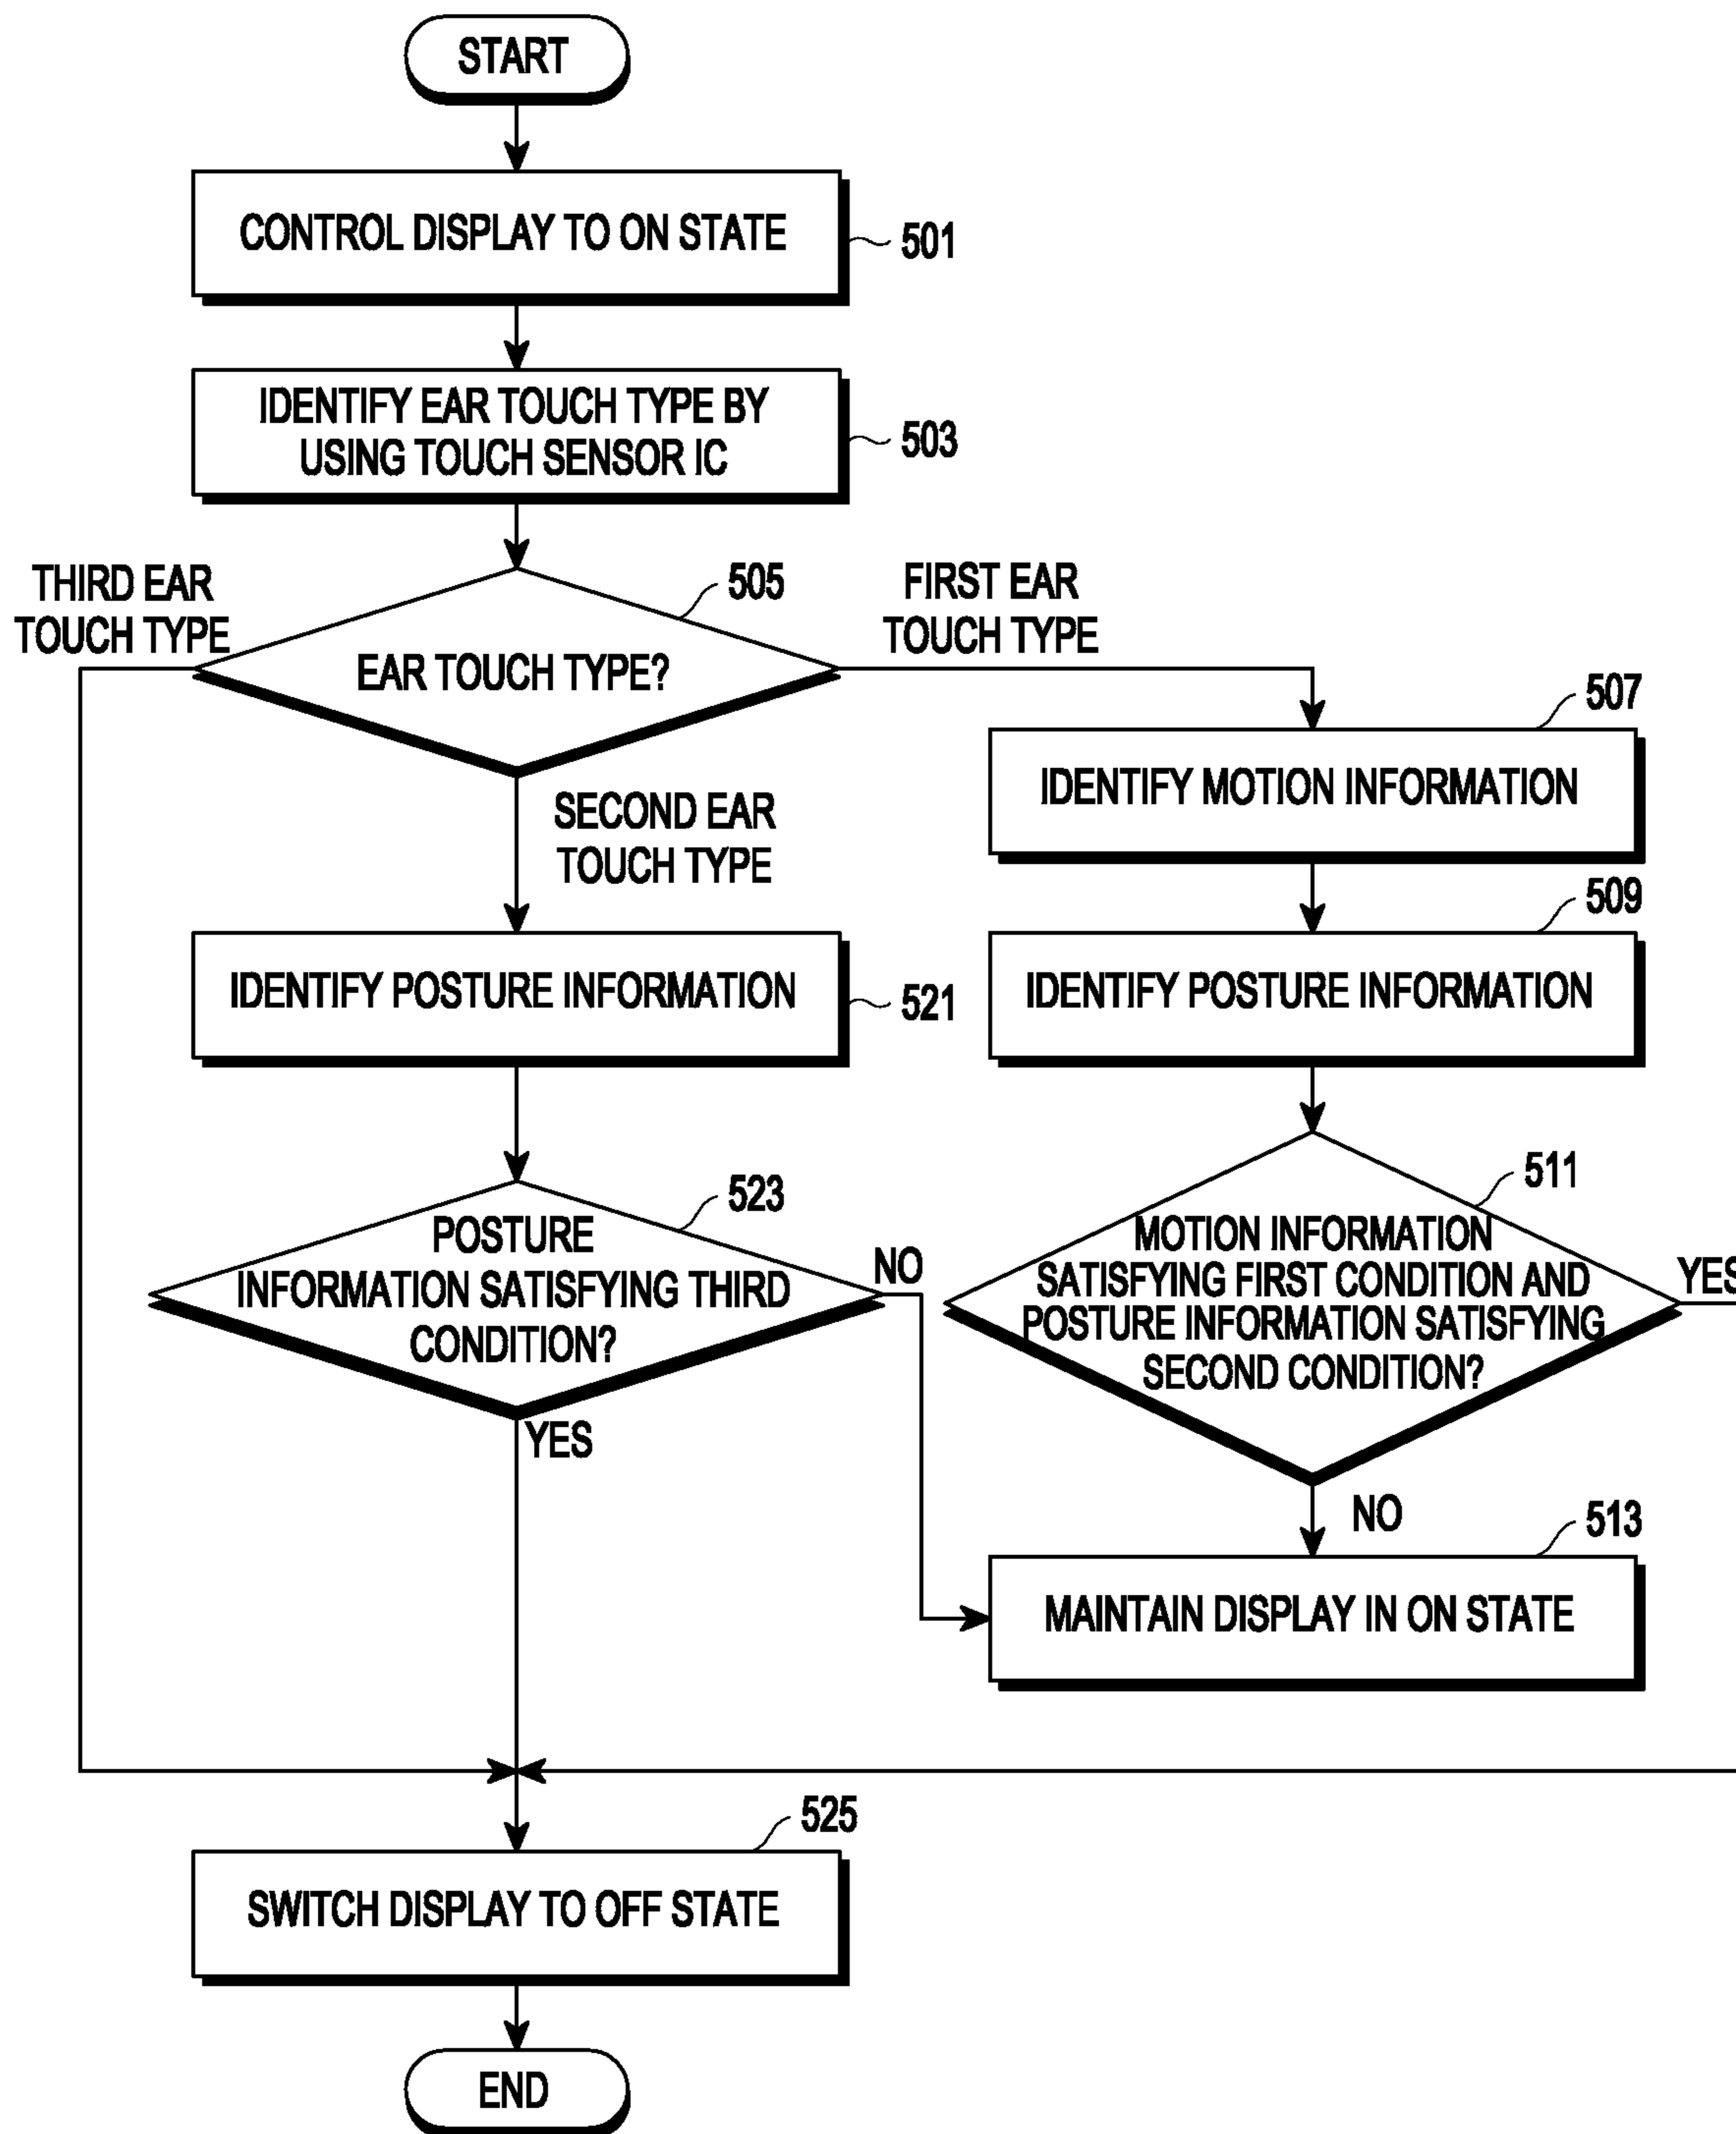 START
CONTROL DISPLAY TO ON STATE
501
IDENTIFY EAR TOUCH TYPE BY
USING TOUCH SENSOR IC
503
THIRD EAR
TOUCH TYPE
505
FIRST EAR
TOUCH TYPE
EAR TOUCH TYPE?
507
IDENTIFY MOTION INFORMATION
SECOND EAR
TOUCH TYPE
509
IDENTIFY POSTURE INFORMATION
521
IDENTIFY POSTURE INFORMATION
523
POSTURE
INFORMATION SATISFYING THIRD
CONDITION?
NO
YES
511
MOTION INFORMATION
SATISFYING FIRST CONDITION AND
POSTURE INFORMATION SATISFYING
SECOND CONDITION?
YES
NO
513
MAINTAIN DISPLAY IN ON STATE
525
SWITCH DISPLAY TO OFF STATE
END